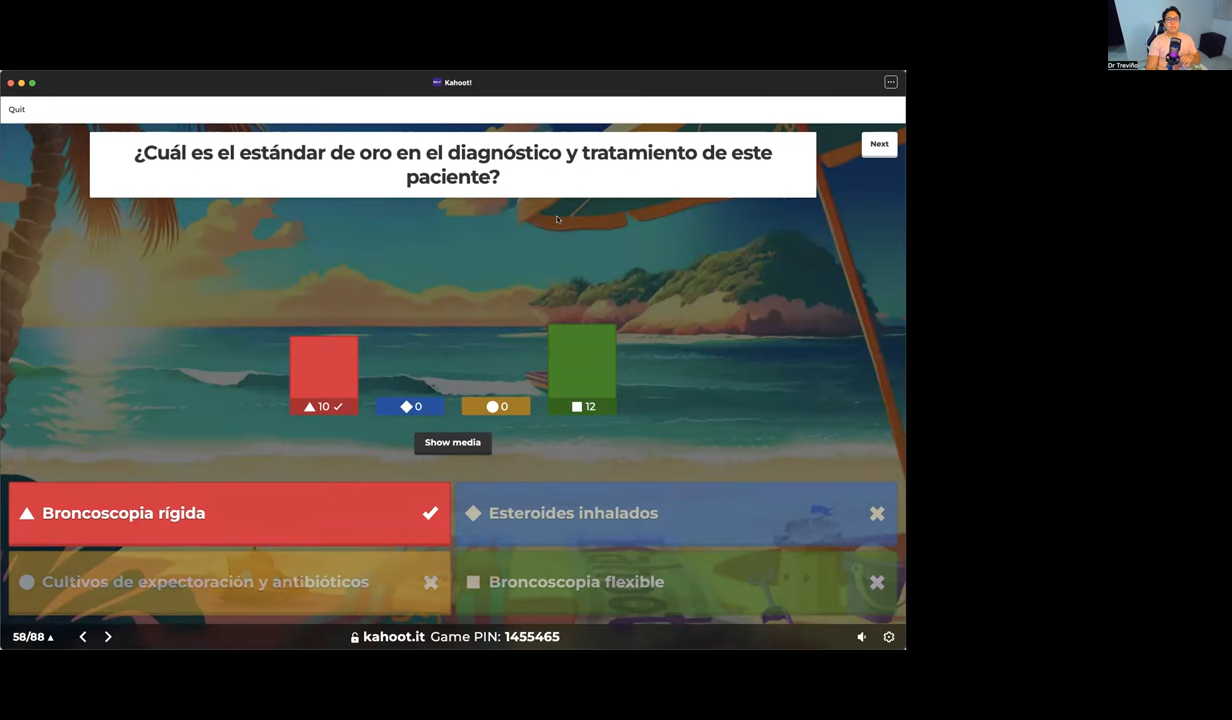 Dr Treviño
Kahoot!
Quit
¿Cuál es el estándar de oro en el diagnóstico y tratamiento de este
paciente?
Next
10
0
0
12
Show media
Broncoscopia rígida
Esteroides inhalados
Cultivos de expectoración y antibióticos
Broncoscopia flexible
58/88
kahoot.it Game PIN: 1455465